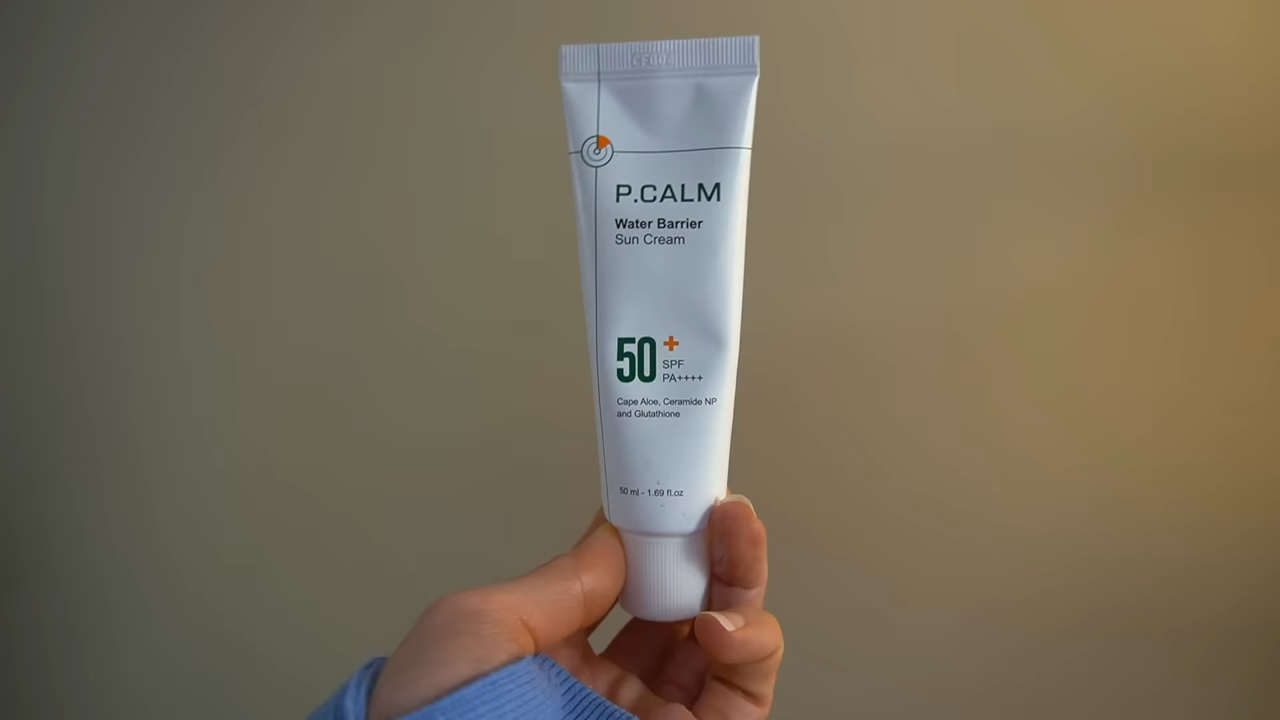 P.CALM
Water Barrier
Sun Cream
50+
SPF
PA++++
Cape Aloe, Ceramide NP
and Glutathione
50 ml - 1.69 fl.oz